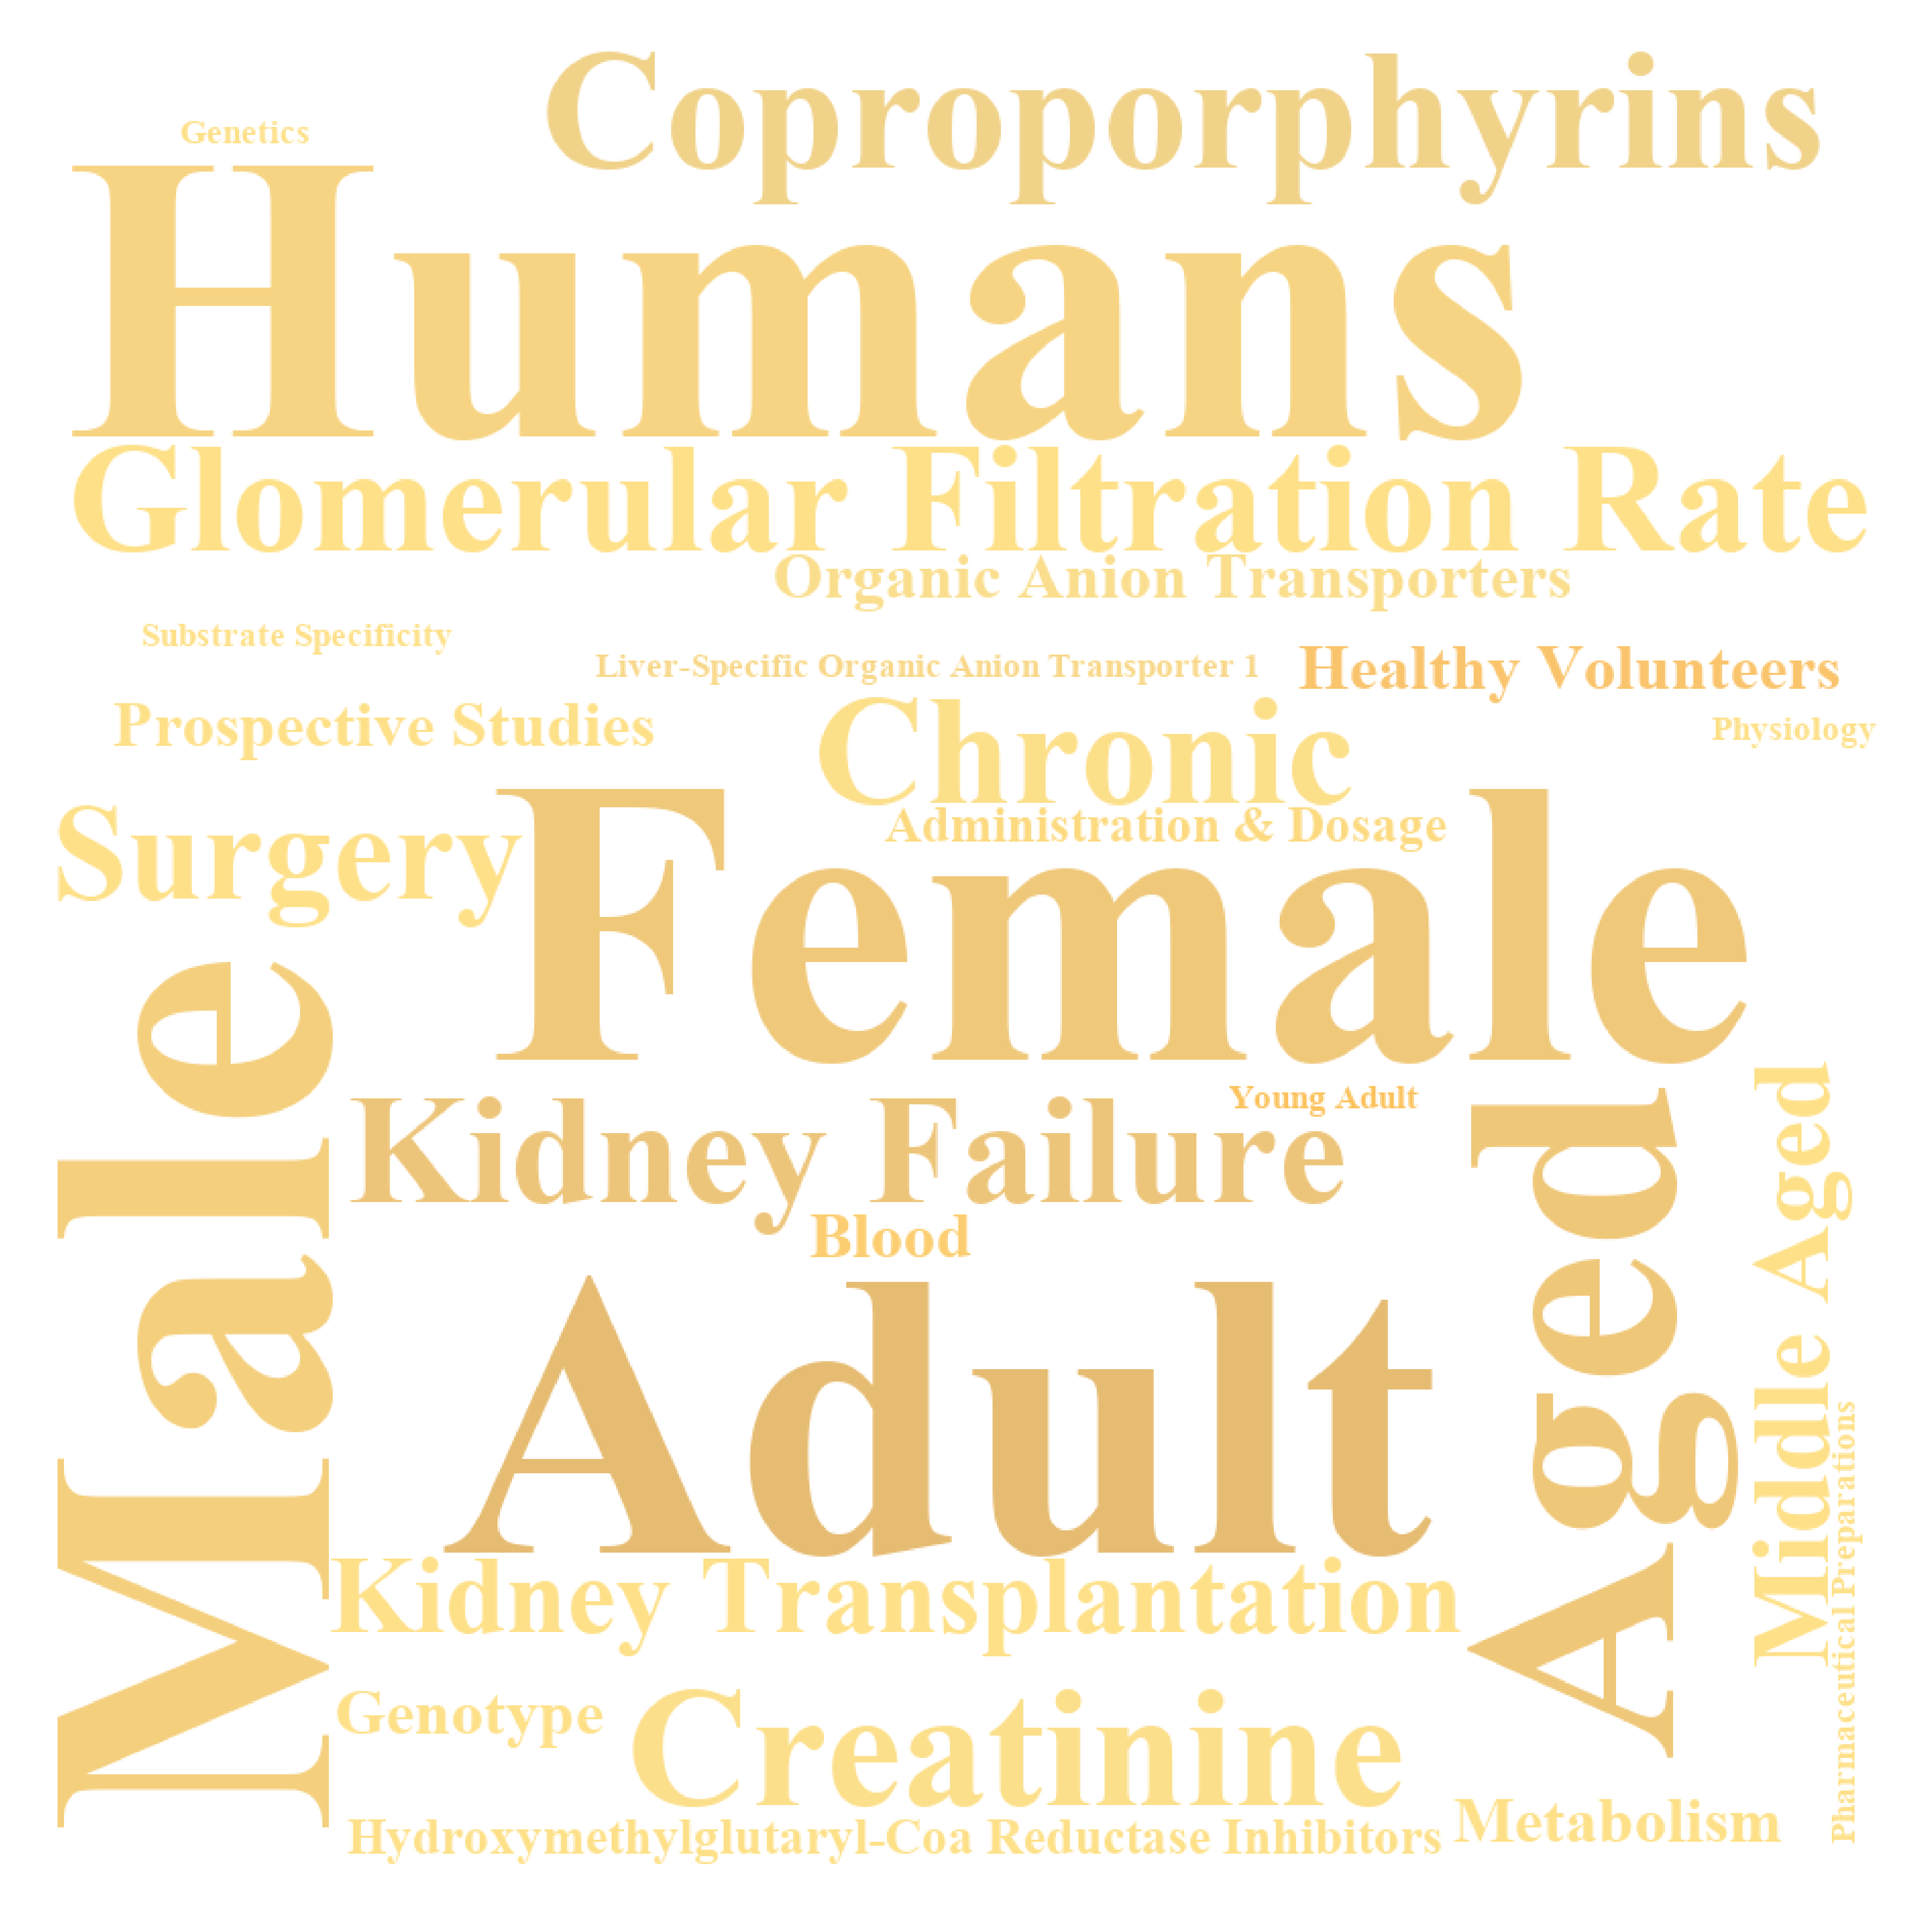 Coproporphyrins
Genetics
Humans
Glomerular Filtration Rate
Organic Anion Transporters
Substrate Specificity
Liver-Specific Organic Anion Transporter 1
Healthy Volunteers
Prospective Studies
Chronic
Physiology
Surgery
Administration & Dosage
Female
Male
Kidney Failure
Young Adult
Aged
Middle Aged
Blood
Adult
Pharmaceutical Preparations
Kidney Transplantation
Genotype
Creatinine
Metabolism
Hydroxymethylglutaryl-Coa Reductase Inhibitors